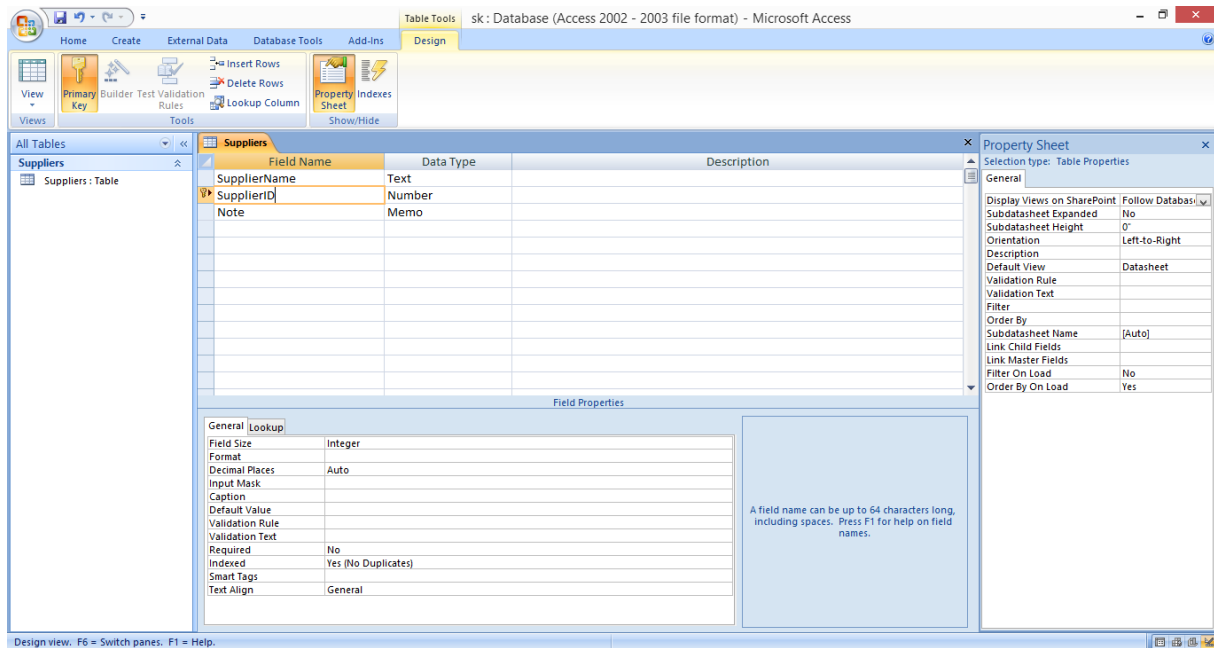 Table Tools sk : Database (Access 2002 - 2003 file format) - Microsoft Access
Home Create External Data Database Tools Add-Ins Design
View
Views
Primary Key
Builder
Test Validation Rules
Insert Rows
Delete Rows
Lookup Column
Tools
Property Sheet
Indexes
Show/Hide
All Tables
Suppliers
Suppliers : Table
Suppliers
Field Name Data Type Description
SupplierName Text
SupplierID Number
Note Memo
Field Properties
General Lookup
Field Size Integer
Format
Decimal Places Auto
Input Mask
Caption
Default Value
Validation Rule
Validation Text
Required No
Indexed Yes (No Duplicates)
Smart Tags
Text Align General
A field name can be up to 64 characters long,
including spaces. Press F1 for help on field
names.
Property Sheet
Selection type: Table Properties
General
Display Views on SharePoint Follow Databas
Subdatasheet Expanded No
Subdatasheet Height 0"
Orientation Left-to-Right
Description
Default View Datasheet
Validation Rule
Validation Text
Filter
Order By
Subdatasheet Name [Auto]
Link Child Fields
Link Master Fields
Filter On Load No
Order By On Load Yes
Design view. F6 = Switch panes. F1 = Help.